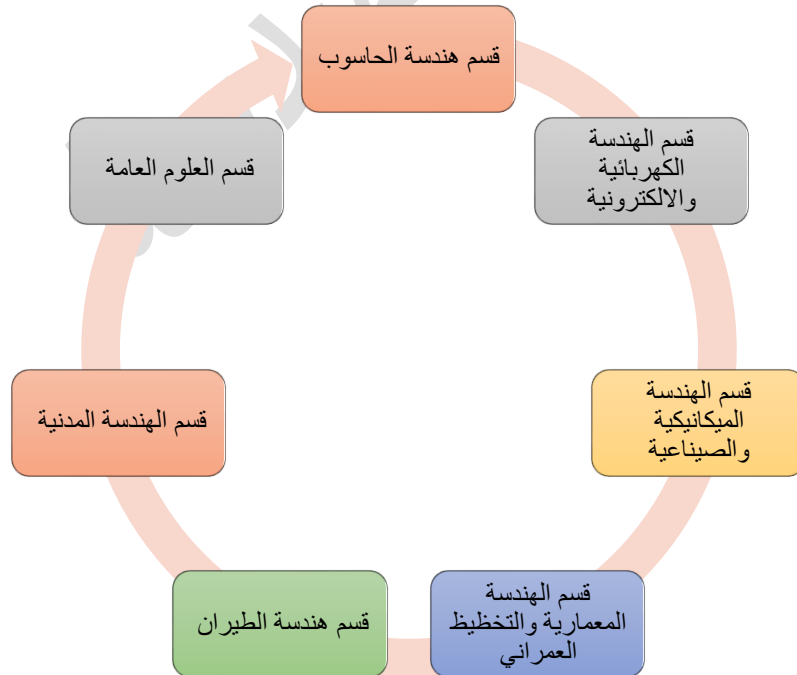 قسم هندسة الحاسوب
قسم الهندسة
الكهربائية
والالكترونية
قسم الهندسة
الميكانيكية
والصيناعية
قسم الهندسة
المعمارية والتخظيظ
العمراني
قسم هندسة الطيران
قسم الهندسة المدنية
قسم العلوم العامة